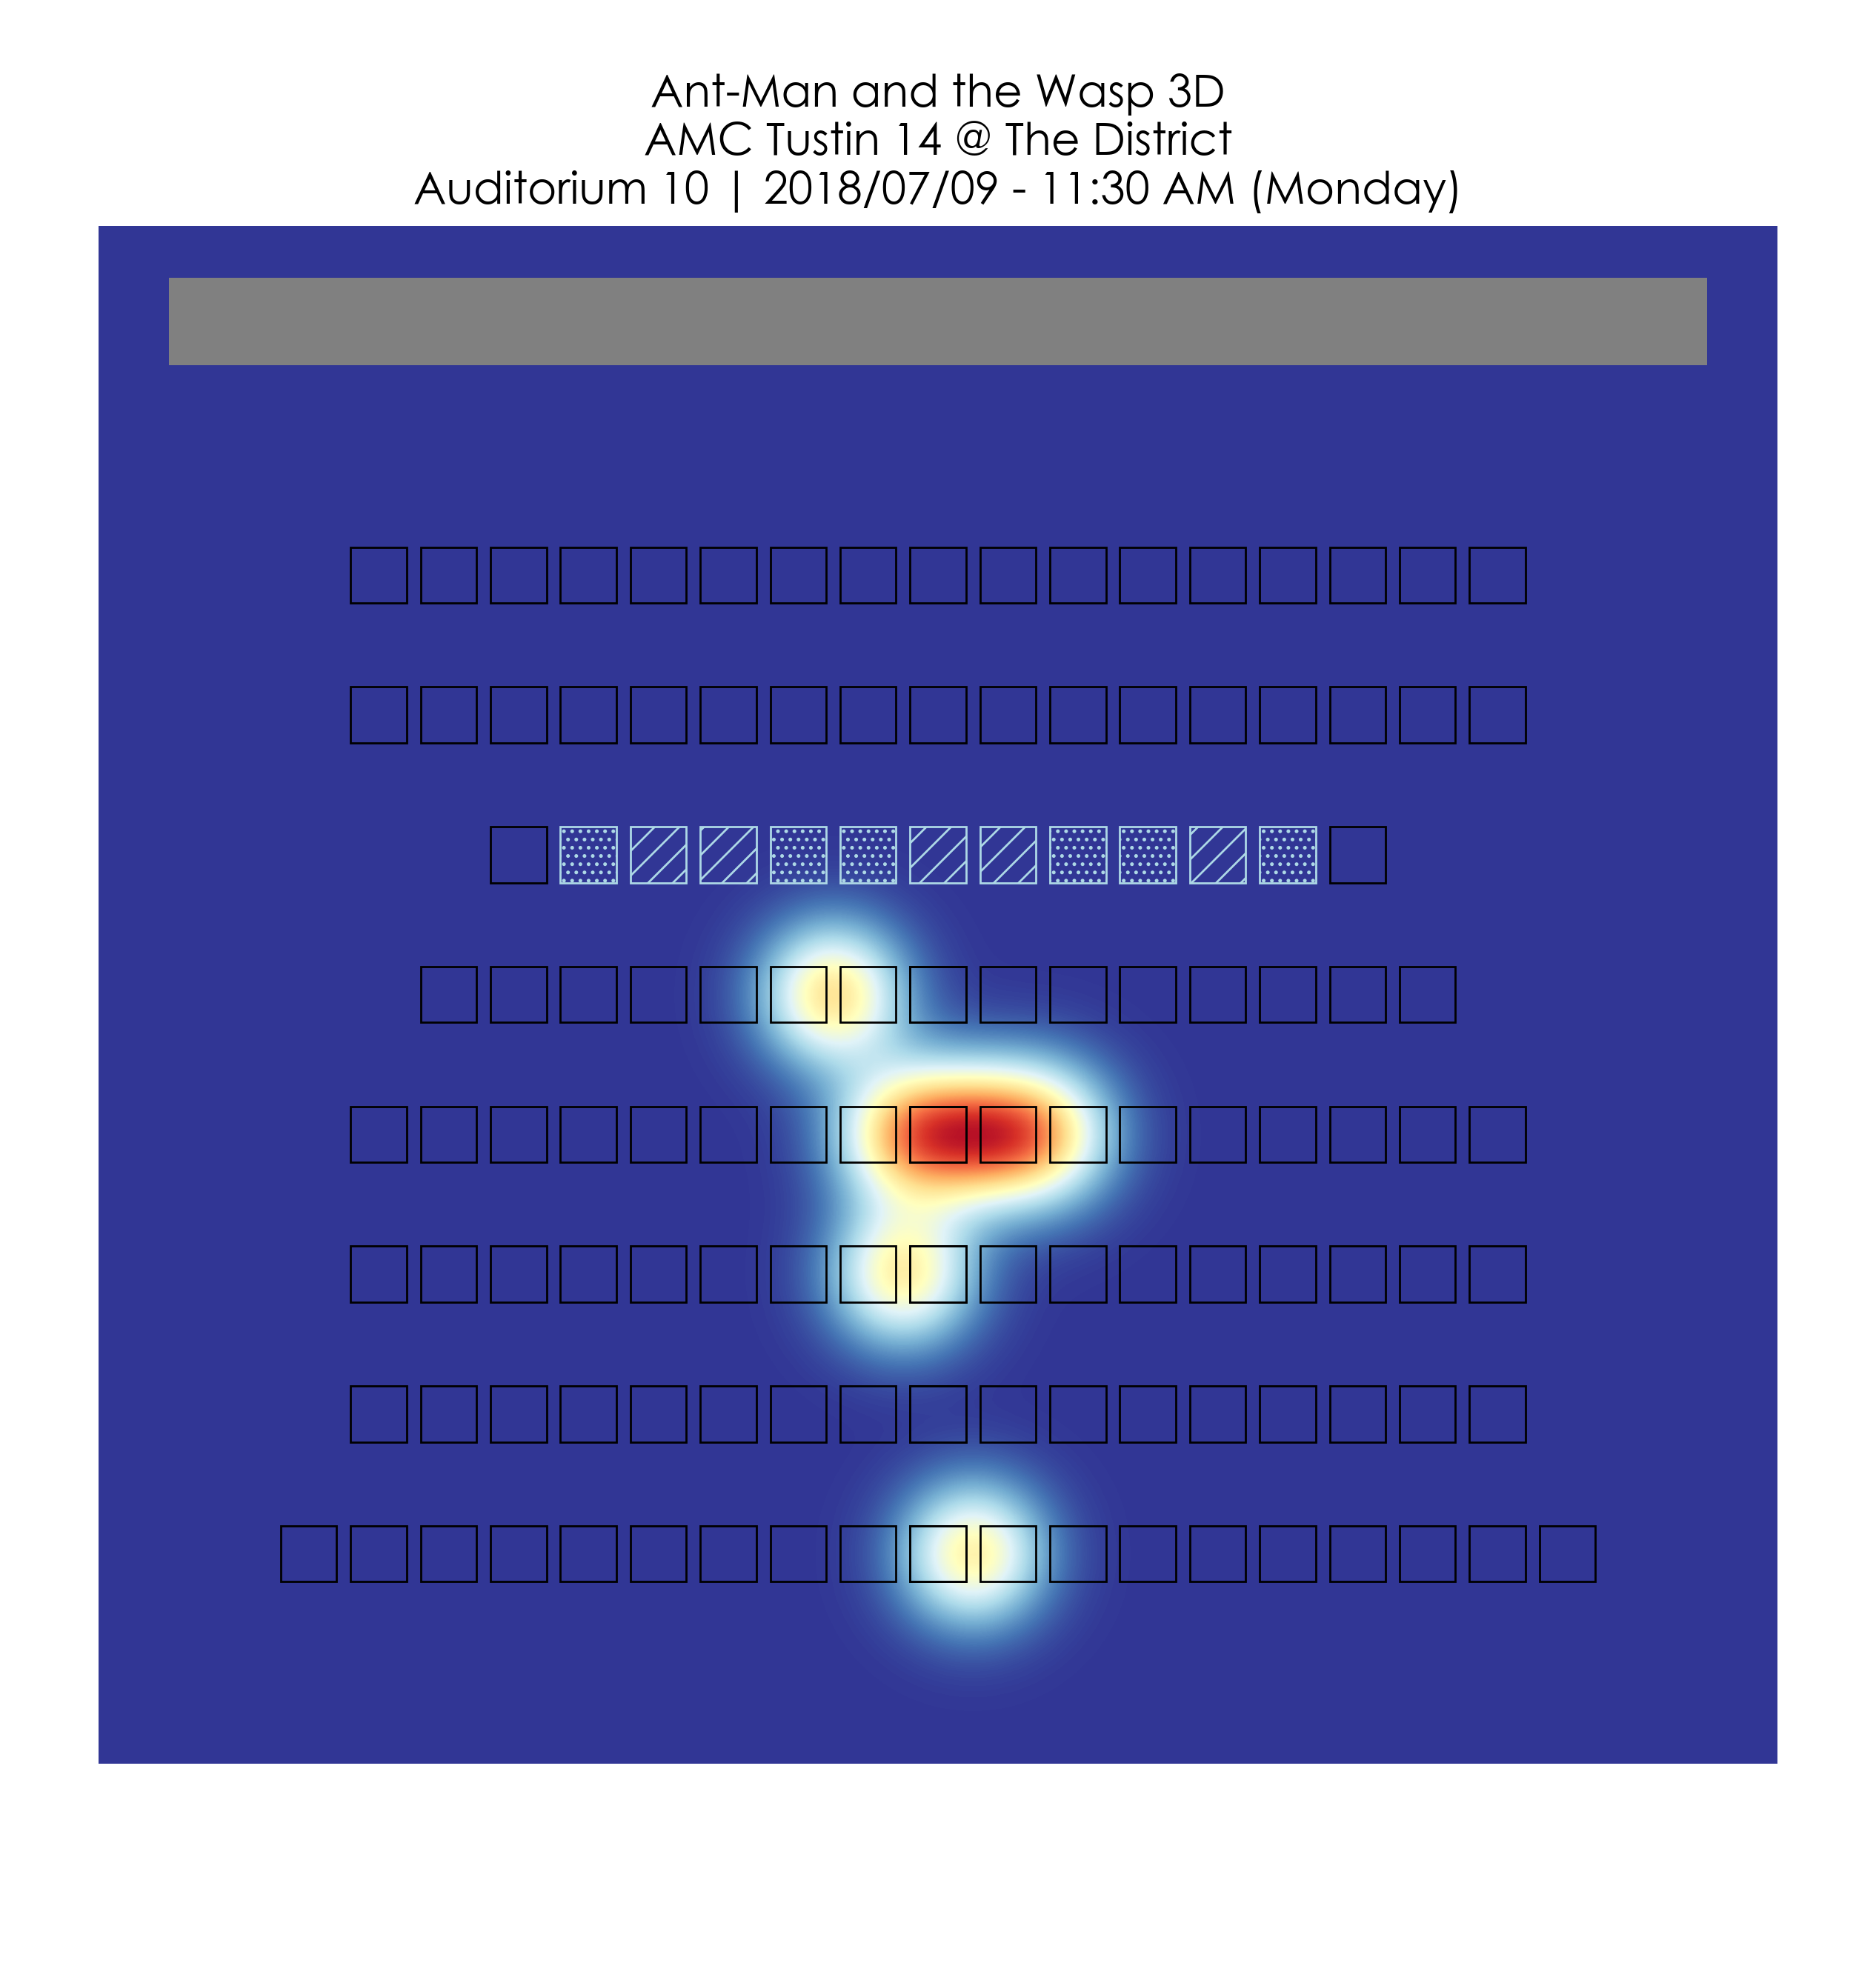 Ant-Man and the Wasp 3D
AMC Tustin 14 @ The District
Auditorium 10 | 2018/07/09 - 11:30 AM (Monday)